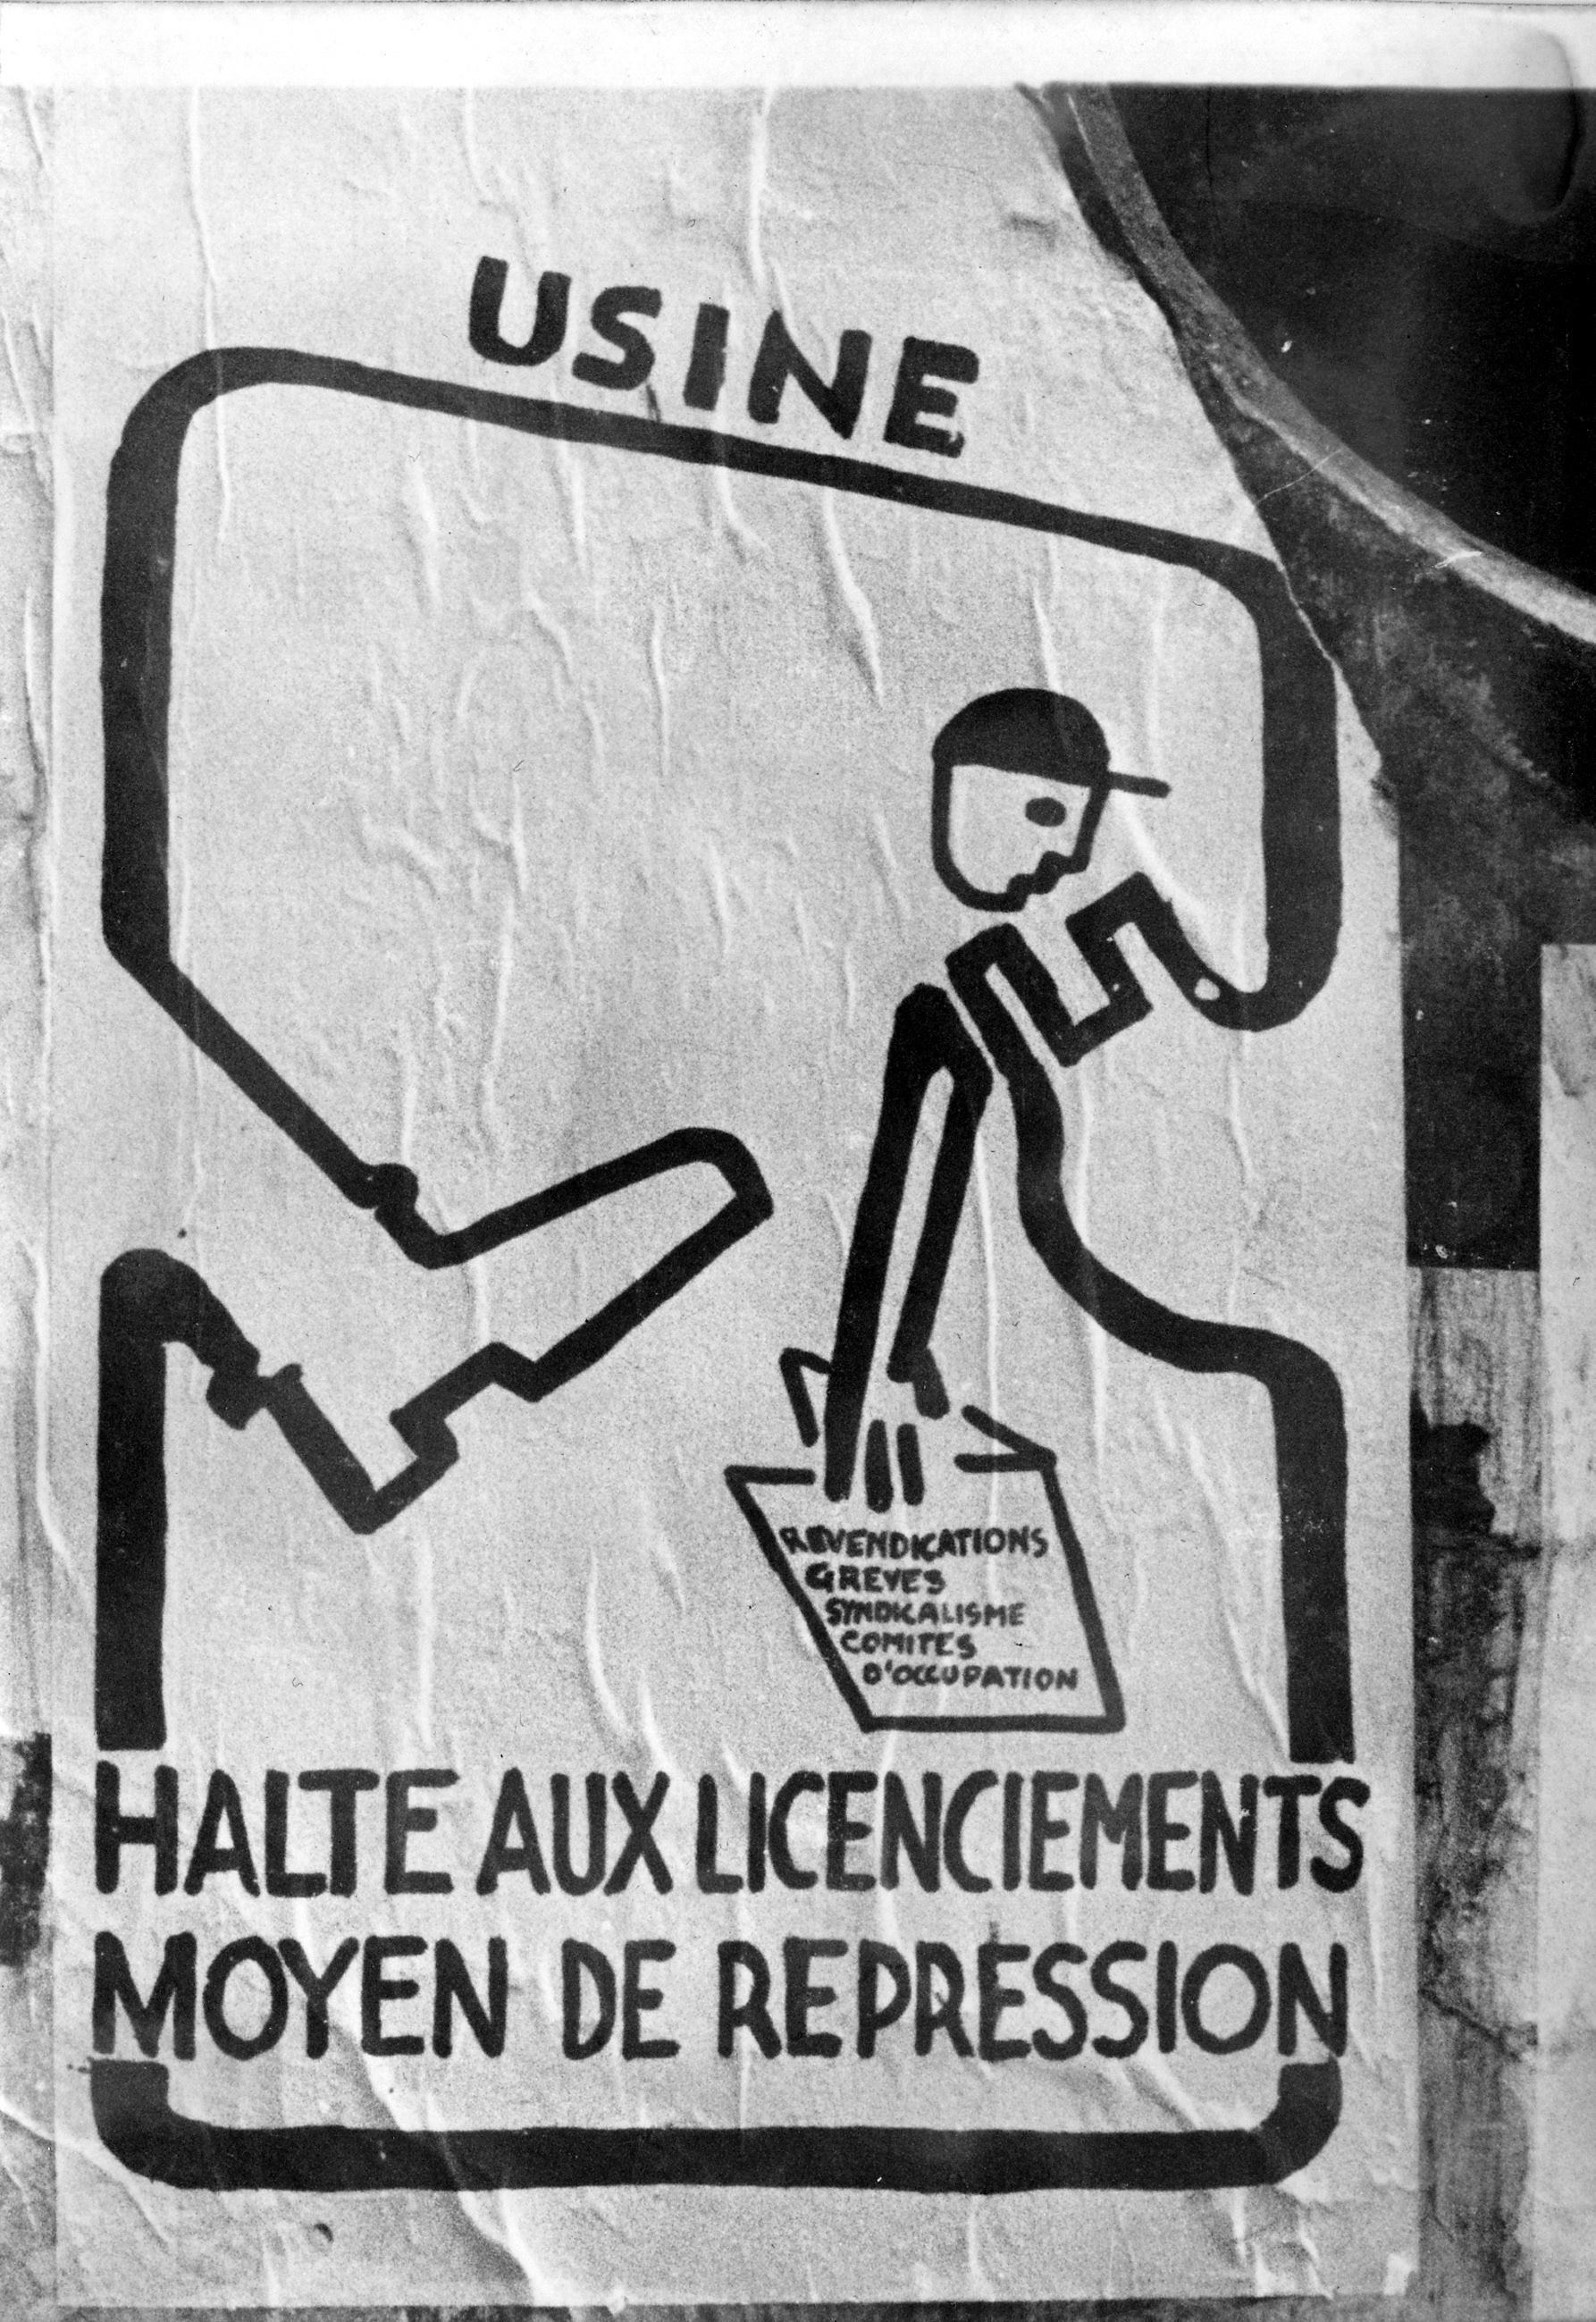 USINE
REVENDICATIONS
GREVES
SYNDICALISME
COMITES
D'OCCUPATION
HALTE AUX LICENCIEMENTS
MOYEN DE REPRESSION